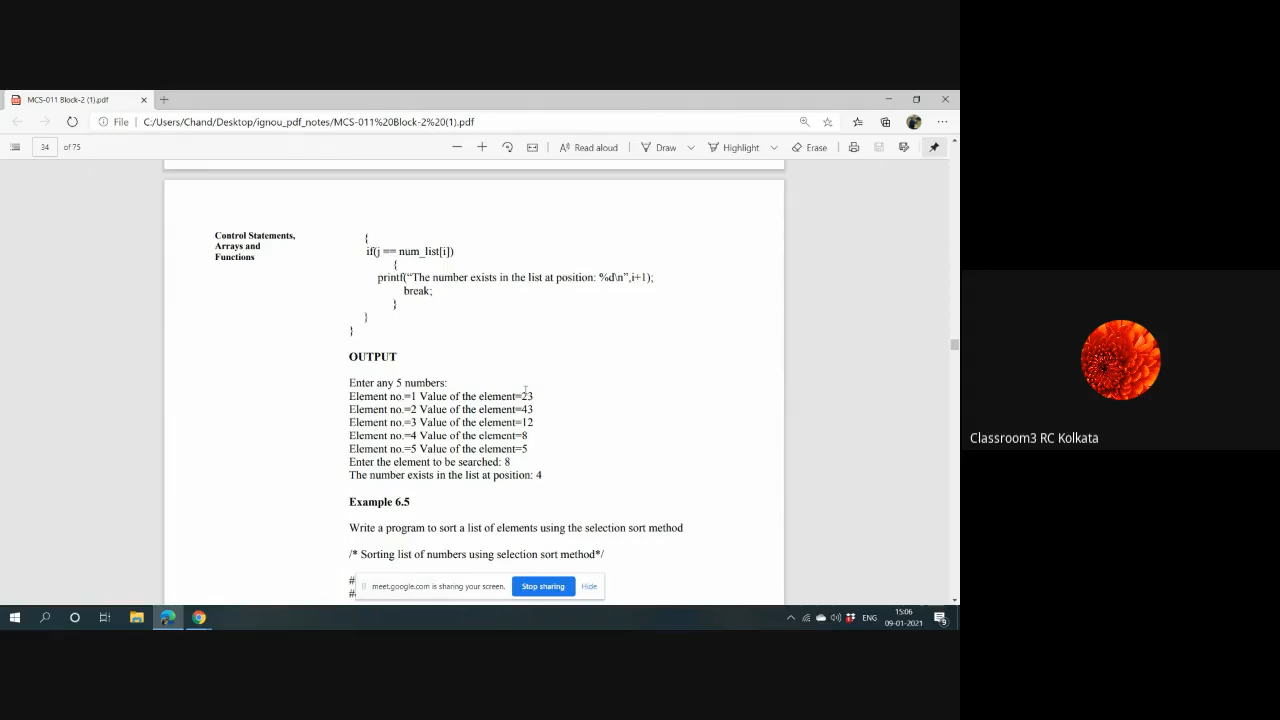 MCS-011 Block-2 (1).pdf
File
C:/Users/Chand/Desktop/ignou_pdf_notes/MCS-011%20Block-2%20(1).pdf
34 of 75
Read aloud
Draw
Highlight
Erase
Control Statements,
Arrays and
Functions
{
if(j == num_list[i])
{
printf(“The number exists in the list at position: %d\n”,i+1);
break;
}
}
}
OUTPUT
Enter any 5 numbers:
Element no.=1 Value of the element=23
Element no.=2 Value of the element=43
Element no.=3 Value of the element=12
Element no.=4 Value of the element=8
Element no.=5 Value of the element=5
Enter the element to be searched: 8
The number exists in the list at position: 4
Example 6.5
Write a program to sort a list of elements using the selection sort method
/* Sorting list of numbers using selection sort method*/
#
#
meet.google.com is sharing your screen.
Stop sharing
Hide
Classroom3 RC Kolkata
ENG
15:06
09-01-2021